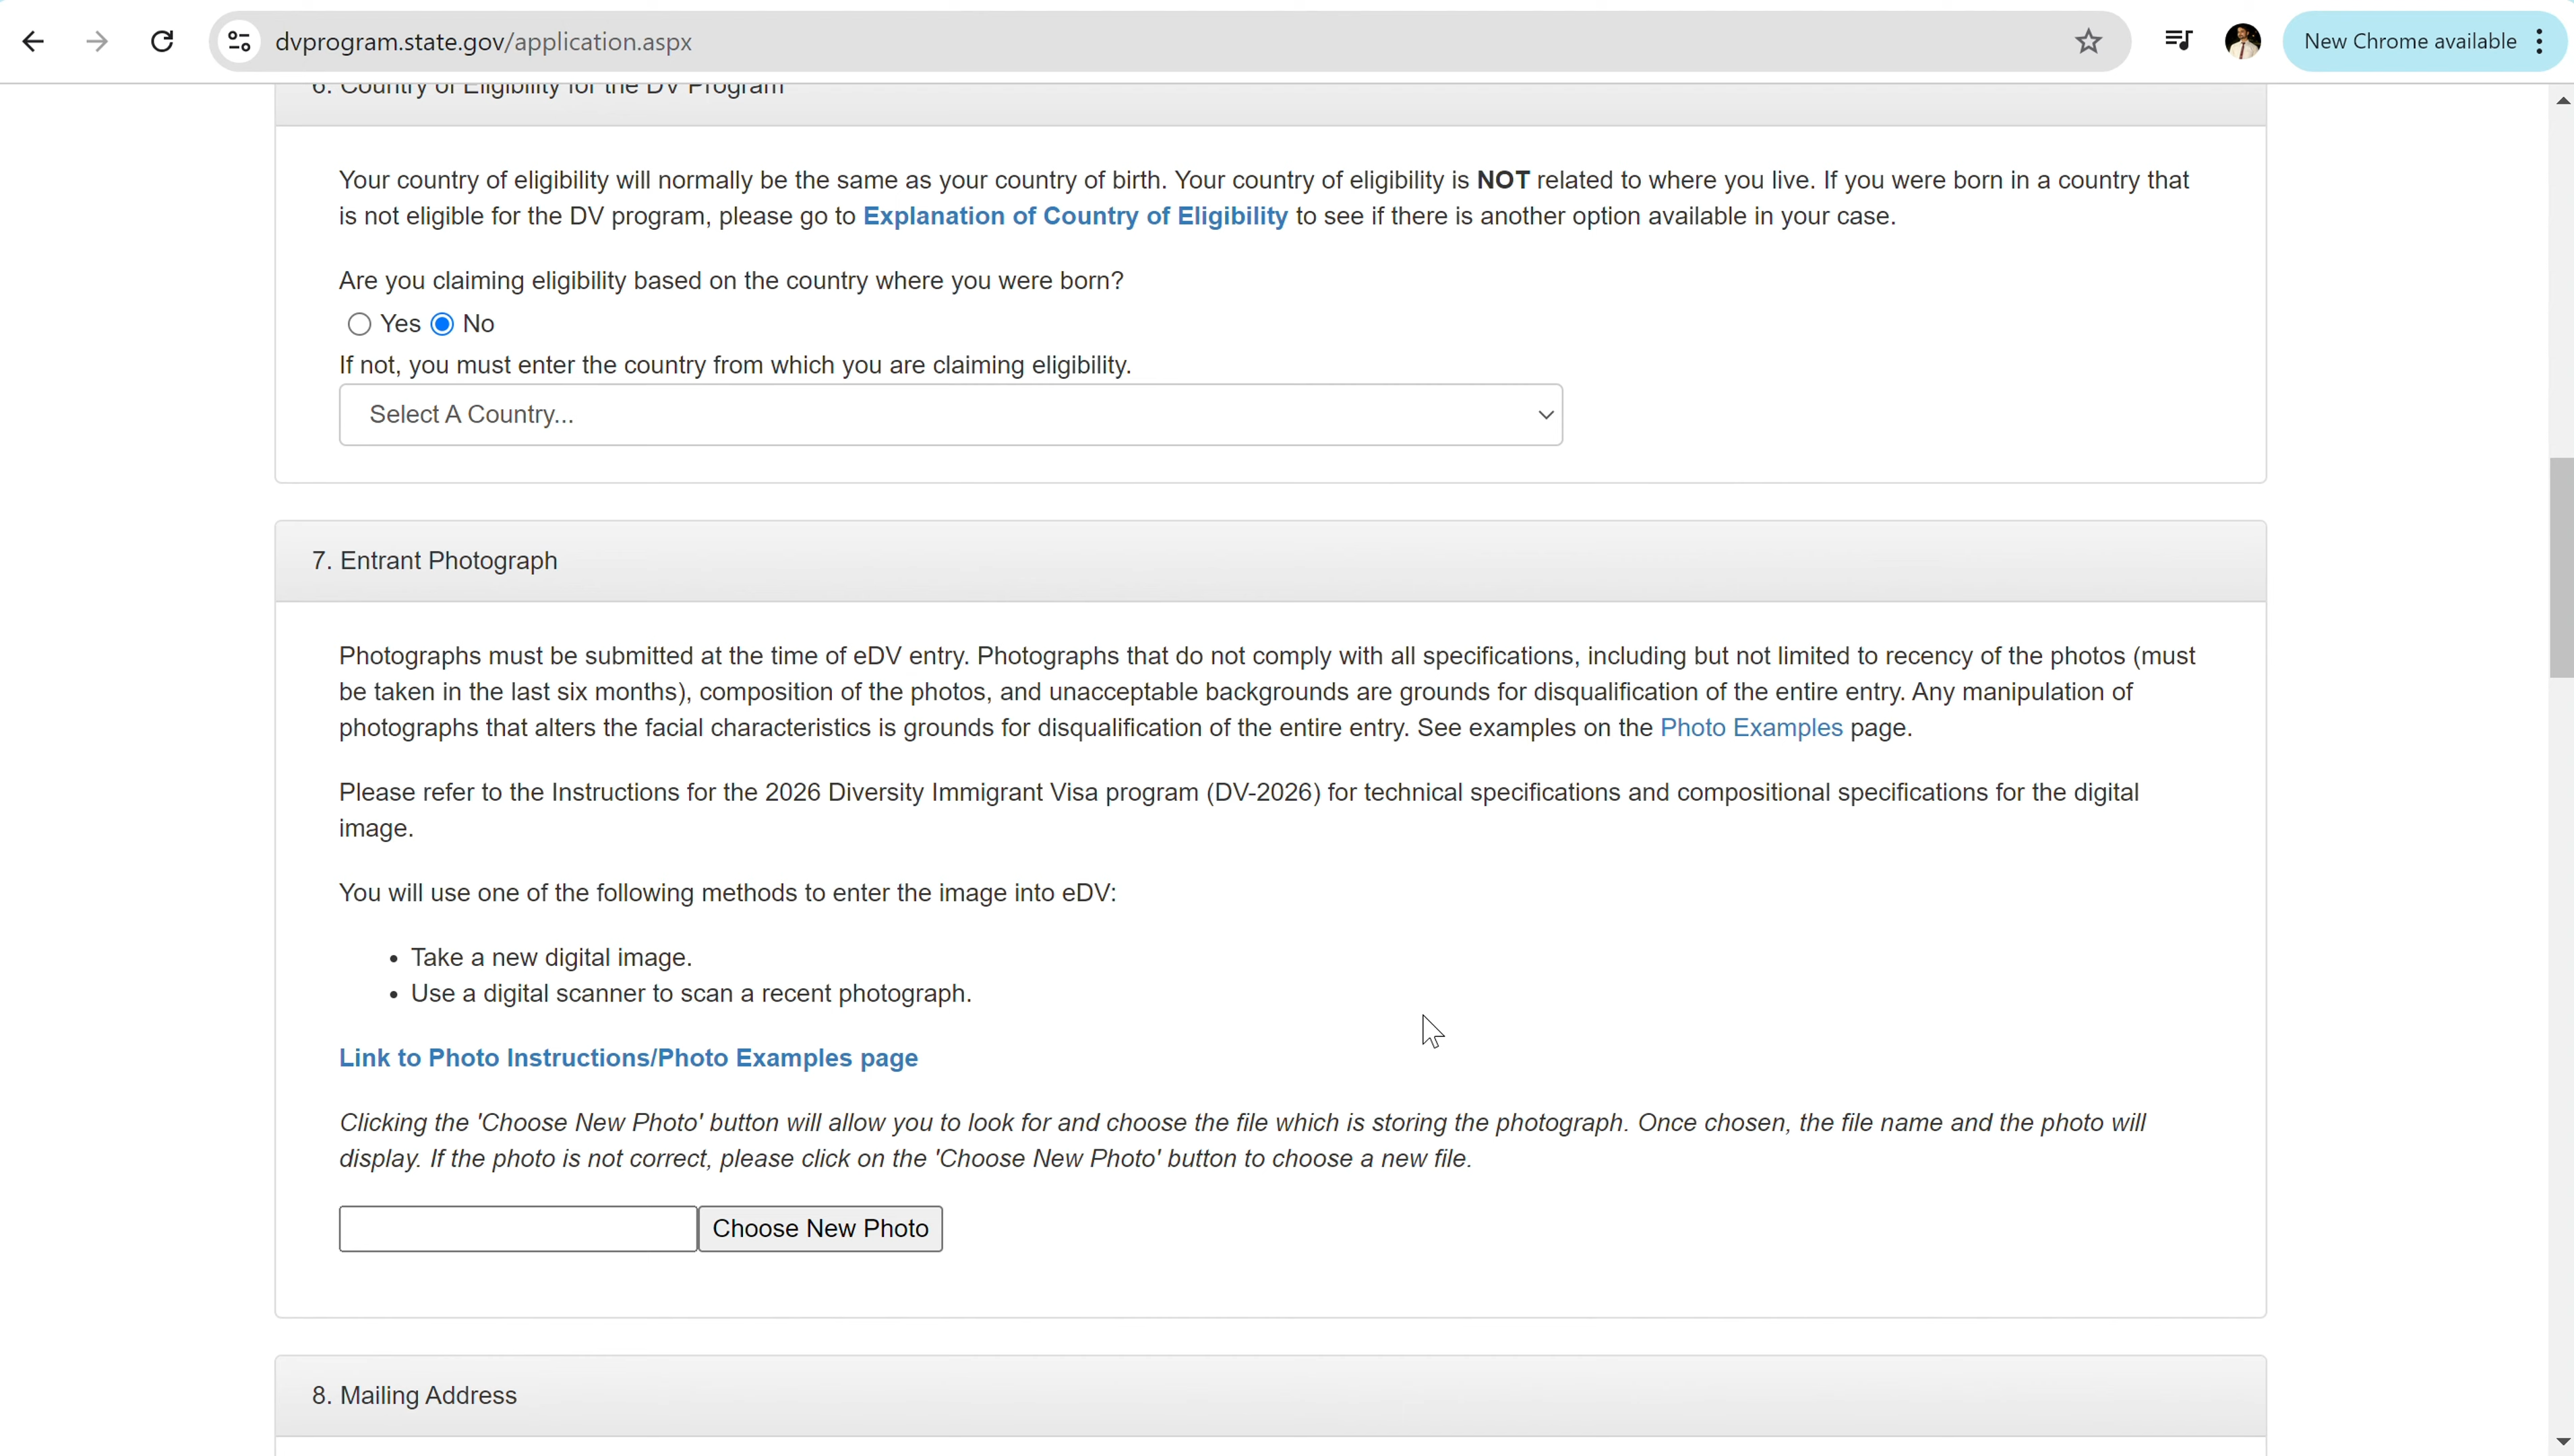 dvprogram.state.gov/application.aspx
New Chrome available
6. Country of Eligibility for the DV Program
Your country of eligibility will normally be the same as your country of birth. Your country of eligibility is NOT related to where you live. If you were born in a country that
is not eligible for the DV program, please go to Explanation of Country of Eligibility to see if there is another option available in your case.
Are you claiming eligibility based on the country where you were born?
Yes No
If not, you must enter the country from which you are claiming eligibility.
Select A Country...
7. Entrant Photograph
Photographs must be submitted at the time of eDV entry. Photographs that do not comply with all specifications, including but not limited to recency of the photos (must
be taken in the last six months), composition of the photos, and unacceptable backgrounds are grounds for disqualification of the entire entry. Any manipulation of
photographs that alters the facial characteristics is grounds for disqualification of the entire entry. See examples on the Photo Examples page.
Please refer to the Instructions for the 2026 Diversity Immigrant Visa program (DV-2026) for technical specifications and compositional specifications for the digital
image.
You will use one of the following methods to enter the image into eDV:
• Take a new digital image.
• Use a digital scanner to scan a recent photograph.
Link to Photo Instructions/Photo Examples page
Clicking the 'Choose New Photo' button will allow you to look for and choose the file which is storing the photograph. Once chosen, the file name and the photo will
display. If the photo is not correct, please click on the 'Choose New Photo' button to choose a new file.
Choose New Photo
8. Mailing Address